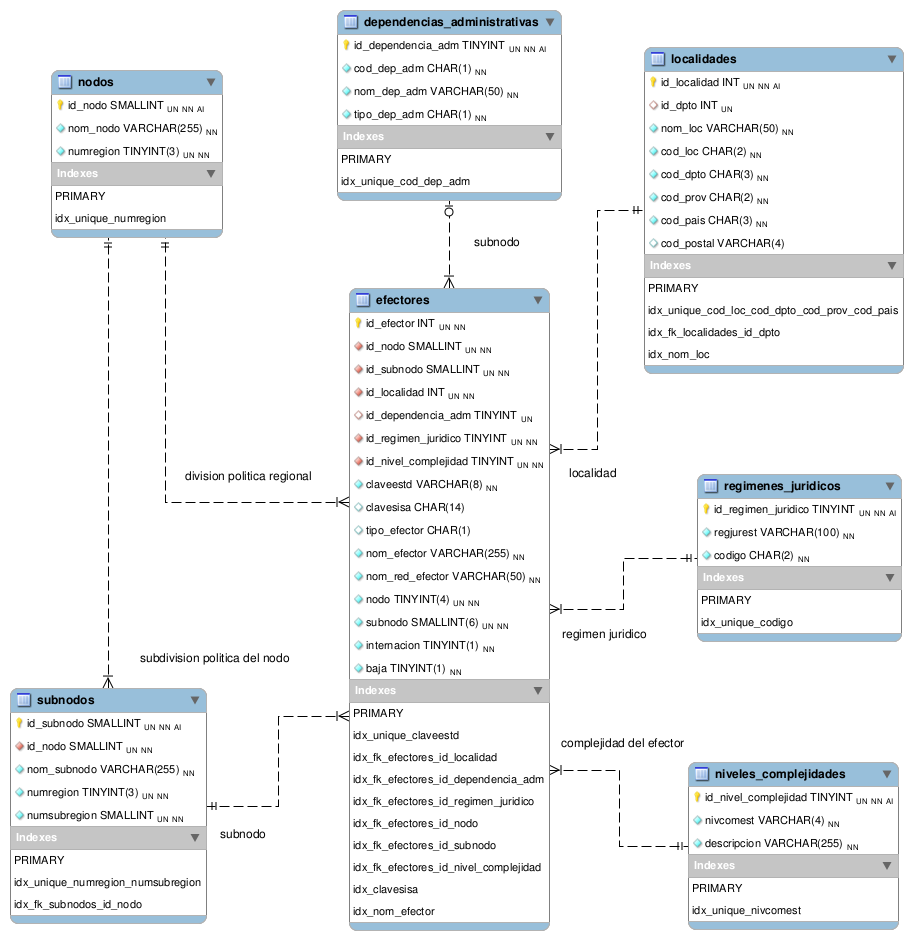 dependencias_administrativas
id_dependencia_adm TINYINT UN NN AI
cod_dep_adm CHAR(1) NN
nom_dep_adm VARCHAR(50) NN
tipo_dep_adm CHAR(1) NN
Indexes
PRIMARY
idx_unique_cod_dep_adm
nodos
id_nodo SMALLINT UN NN AI
nom_nodo VARCHAR(255) NN
numregion TINYINT(3) UN NN
Indexes
PRIMARY
idx_unique_numregion
localidades
id_localidad INT UN NN AI
id_dpto INT UN
nom_loc VARCHAR(50) NN
cod_loc CHAR(2) NN
cod_dpto CHAR(3) NN
cod_prov CHAR(2) NN
cod_pais CHAR(3) NN
cod_postal VARCHAR(4)
Indexes
PRIMARY
idx_unique_cod_loc_cod_dpto_cod_prov_cod_pais
idx_fk_localidades_id_dpto
idx_nom_loc
subnodo
efectores
id_efector INT UN NN
id_nodo SMALLINT UN NN
id_subnodo SMALLINT UN NN
id_localidad INT UN NN
id_dependencia_adm TINYINT UN
id_regimen_juridico TINYINT UN NN
id_nivel_complejidad TINYINT UN NN
claveestd VARCHAR(8) NN
clavesisa CHAR(14)
tipo_efector CHAR(1)
nom_efector VARCHAR(255) NN
nom_red_efector VARCHAR(50) NN
nodo TINYINT(4) UN NN
subnodo SMALLINT(6) UN NN
internacion TINYINT(1) NN
baja TINYINT(1) NN
Indexes
PRIMARY
idx_unique_claveestd
idx_fk_efectores_id_localidad
idx_fk_efectores_id_dependencia_adm
idx_fk_efectores_id_regimen_juridico
idx_fk_efectores_id_nodo
idx_fk_efectores_id_subnodo
idx_fk_efectores_id_nivel_complejidad
idx_clavesisa
idx_nom_efector
division politica regional
localidad
regimenes_juridicos
id_regimen_juridico TINYINT UN NN AI
regjurest VARCHAR(100) NN
codigo CHAR(2) NN
Indexes
PRIMARY
idx_unique_codigo
regimen juridico
subdivision politica del nodo
subnodos
id_subnodo SMALLINT UN NN AI
id_nodo SMALLINT UN NN
nom_subnodo VARCHAR(255) NN
numregion TINYINT(3) UN NN
numsubregion SMALLINT UN NN
Indexes
PRIMARY
idx_unique_numregion_numsubregion
idx_fk_subnodos_id_nodo
subnodo
complejidad del efector
niveles_complejidades
id_nivel_complejidad TINYINT UN NN AI
nivcomest VARCHAR(4) NN
descripcion VARCHAR(255) NN
Indexes
PRIMARY
idx_unique_nivcomest